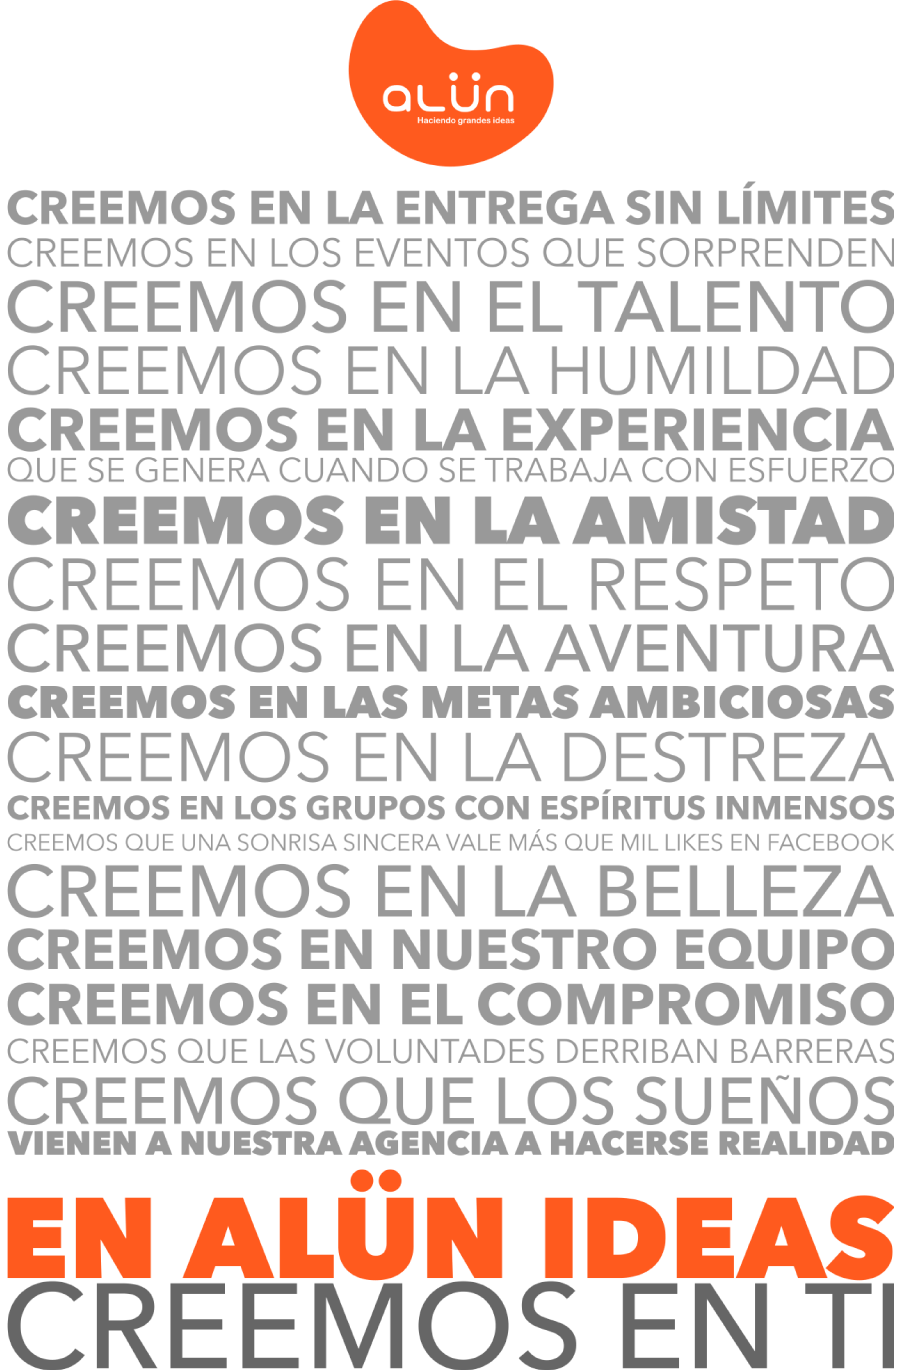 aLün
Haciendo grandes ideas
CREEMOS EN LA ENTREGA SIN LÍMITES
CREEMOS EN LOS EVENTOS QUE SORPRENDEN
CREEMOS EN EL TALENTO
CREEMOS EN LA HUMILDAD
CREEMOS EN LA EXPERIENCIA
QUE SE GENERA CUANDO SE TRABAJA CON ESFUERZO
CREEMOS EN LA AMISTAD
CREEMOS EN EL RESPETO
CREEMOS EN LA AVENTURA
CREEMOS EN LAS METAS AMBICIOSAS
CREEMOS EN LA DESTREZA
CREEMOS EN LOS GRUPOS CON ESPÍRITUS INMENSOS
CREEMOS QUE UNA SONRISA SINCERA VALE MÁS QUE MIL LIKES EN FACEBOOK
CREEMOS EN LA BELLEZA
CREEMOS EN NUESTRO EQUIPO
CREEMOS EN EL COMPROMISO
CREEMOS QUE LAS VOLUNTADES DERRIBAN BARRERAS
CREEMOS QUE LOS SUEÑOS
VIENEN A NUESTRA AGENCIA A HACERSE REALIDAD
EN ALÜN IDEAS
CREEMOS EN TI